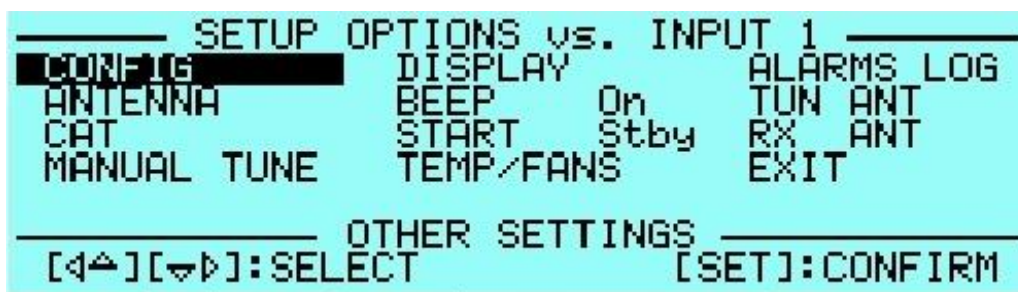 SETUP OPTIONS vs. INPUT 1
CONFIG DISPLAY ALARMS LOG
ANTENNA BEEP On TUN ANT
CAT START Stby RX ANT
MANUAL TUNE TEMP/FANS EXIT
OTHER SETTINGS
[◁△][▽▷]:SELECT [SET]:CONFIRM